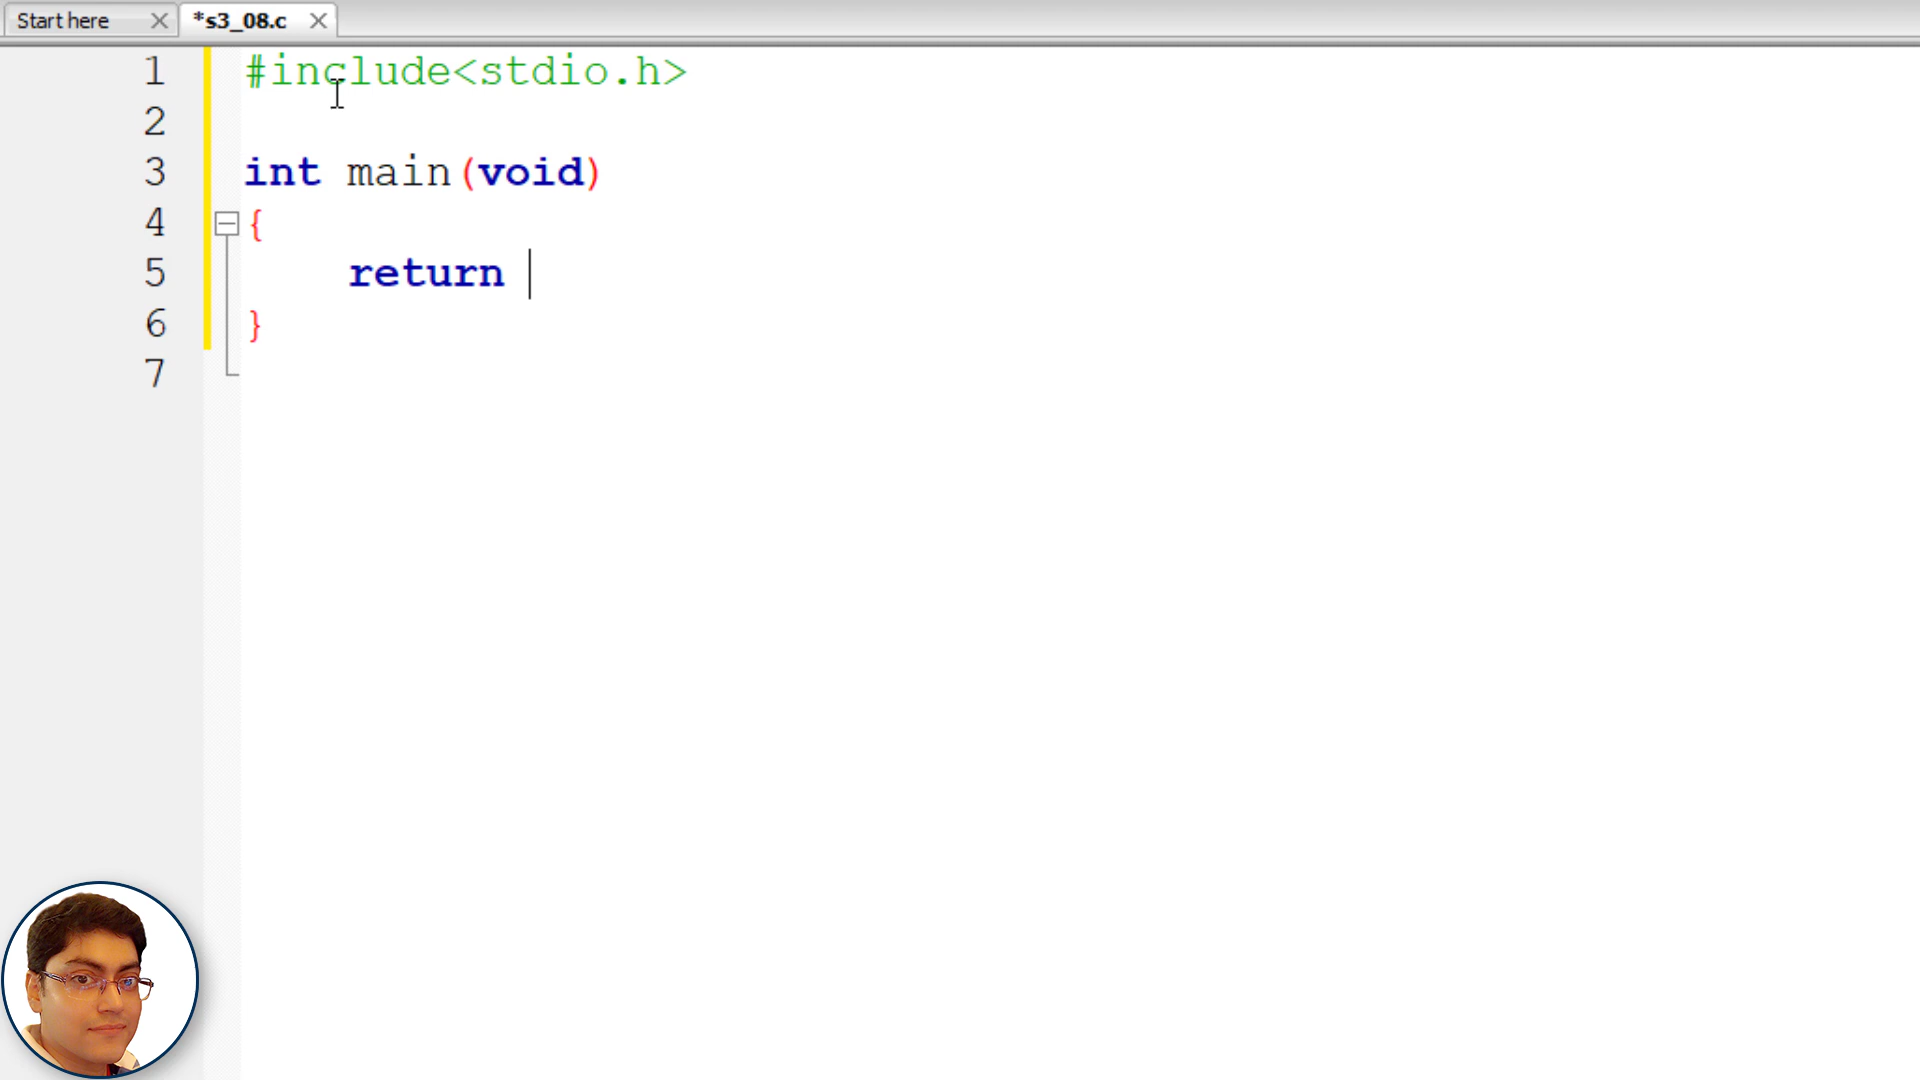 Start here
*s3_08.c
1 #include<stdio.h>
2
3 int main(void)
4 {
5 return
6 }
7